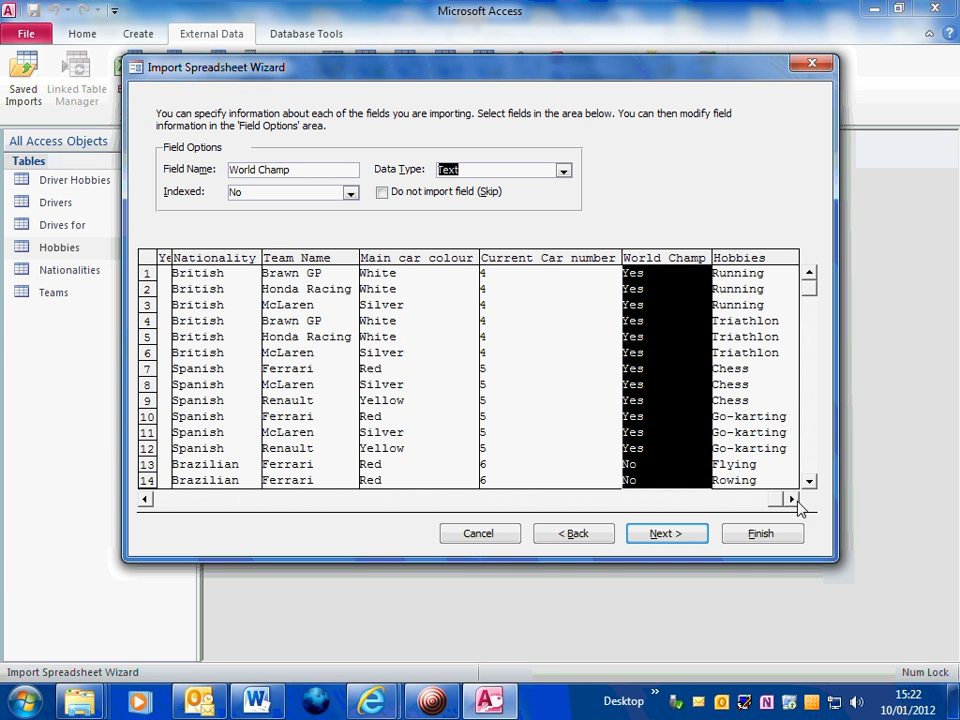 Microsoft Access
File Home Create External Data Database Tools
Saved Imports
Linked Table Manager
Import Spreadsheet Wizard
You can specify information about each of the fields you are importing. Select fields in the area below. You can then modify field
information in the 'Field Options' area.
Field Options
Field Name: World Champ Data Type: Text
Indexed: No Do not import field (Skip)
All Access Objects
Tables
Driver Hobbies
Drivers
Drives for
Hobbies
Nationalities
Teams
Ye Nationality Team Name Main car colour Current Car number World Champ Hobbies
1 British Brawn GP White 4 Yes Running
2 British Honda Racing White 4 Yes Running
3 British McLaren Silver 4 Yes Running
4 British Brawn GP White 4 Yes Triathlon
5 British Honda Racing White 4 Yes Triathlon
6 British McLaren Silver 4 Yes Triathlon
7 Spanish Ferrari Red 5 Yes Chess
8 Spanish McLaren Silver 5 Yes Chess
9 Spanish Renault Yellow 5 Yes Chess
10 Spanish Ferrari Red 5 Yes Go-karting
11 Spanish McLaren Silver 5 Yes Go-karting
12 Spanish Renault Yellow 5 Yes Go-karting
13 Brazilian Ferrari Red 6 No Flying
14 Brazilian Ferrari Red 6 No Rowing
Cancel < Back Next > Finish
Import Spreadsheet Wizard Num Lock
Desktop 15:22
10/01/2012